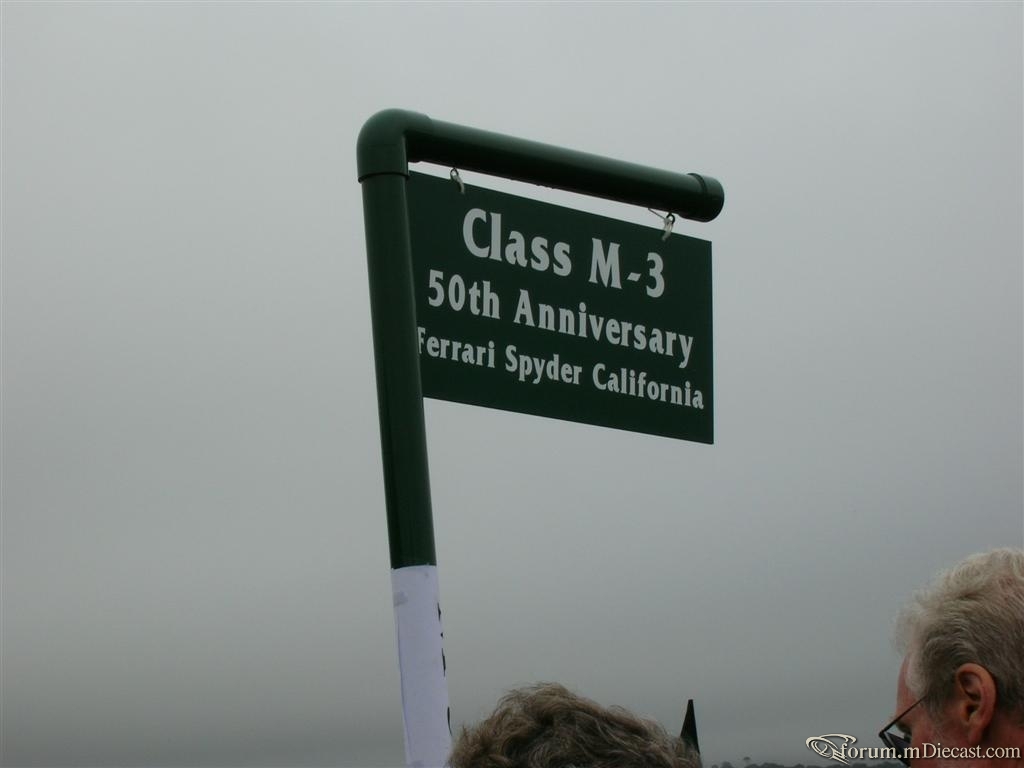 Class M-3
50th Anniversary
Ferrari Spyder California
forum.mDiecast.com